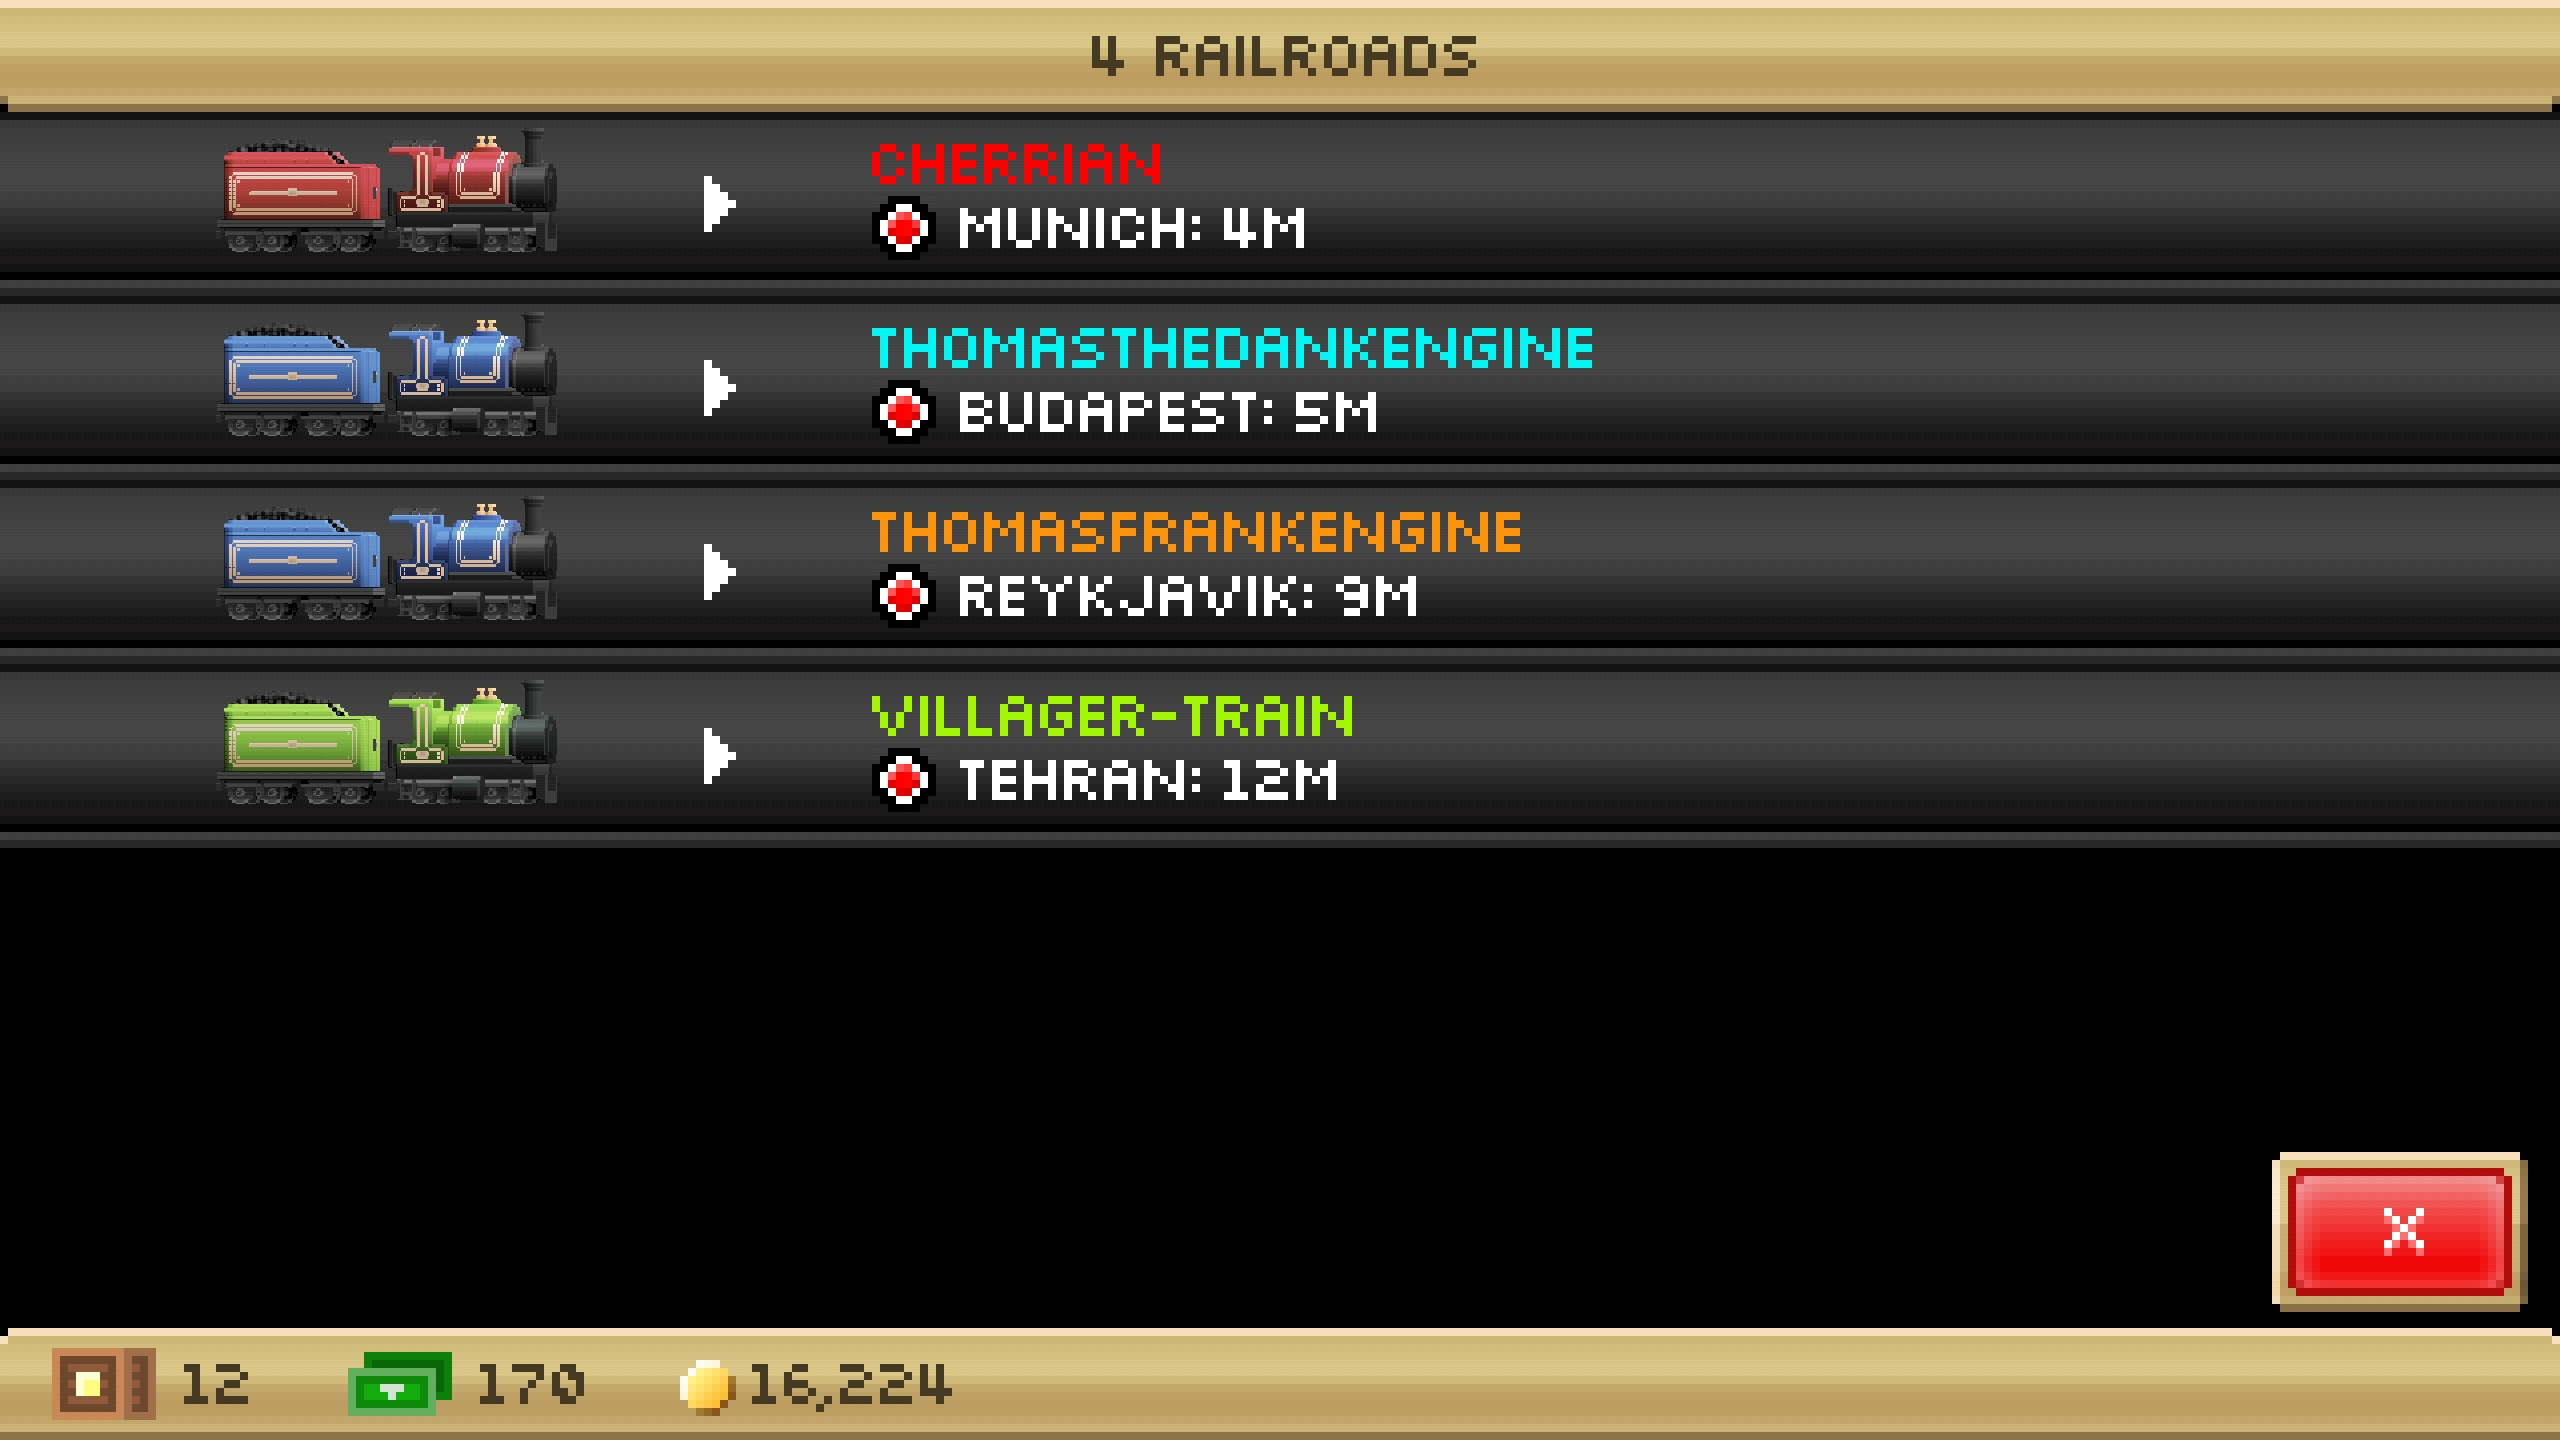 4 RAILROADS
CHERRIAN
MUNICH: 4M
THOMASTHEDANKENGINE
BUDAPEST: 5M
THOMASFRANKENGINE
REYKJAVIK: 9M
VILLAGER-TRAIN
TEHRAN: 12M
X
12 170 16,224